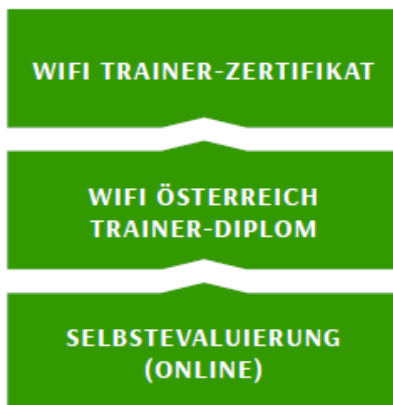 WIFI TRAINER-ZERTIFIKAT
WIFI ÖSTERREICH
TRAINER-DIPLOM
SELBSTEVALUIERUNG
(ONLINE)